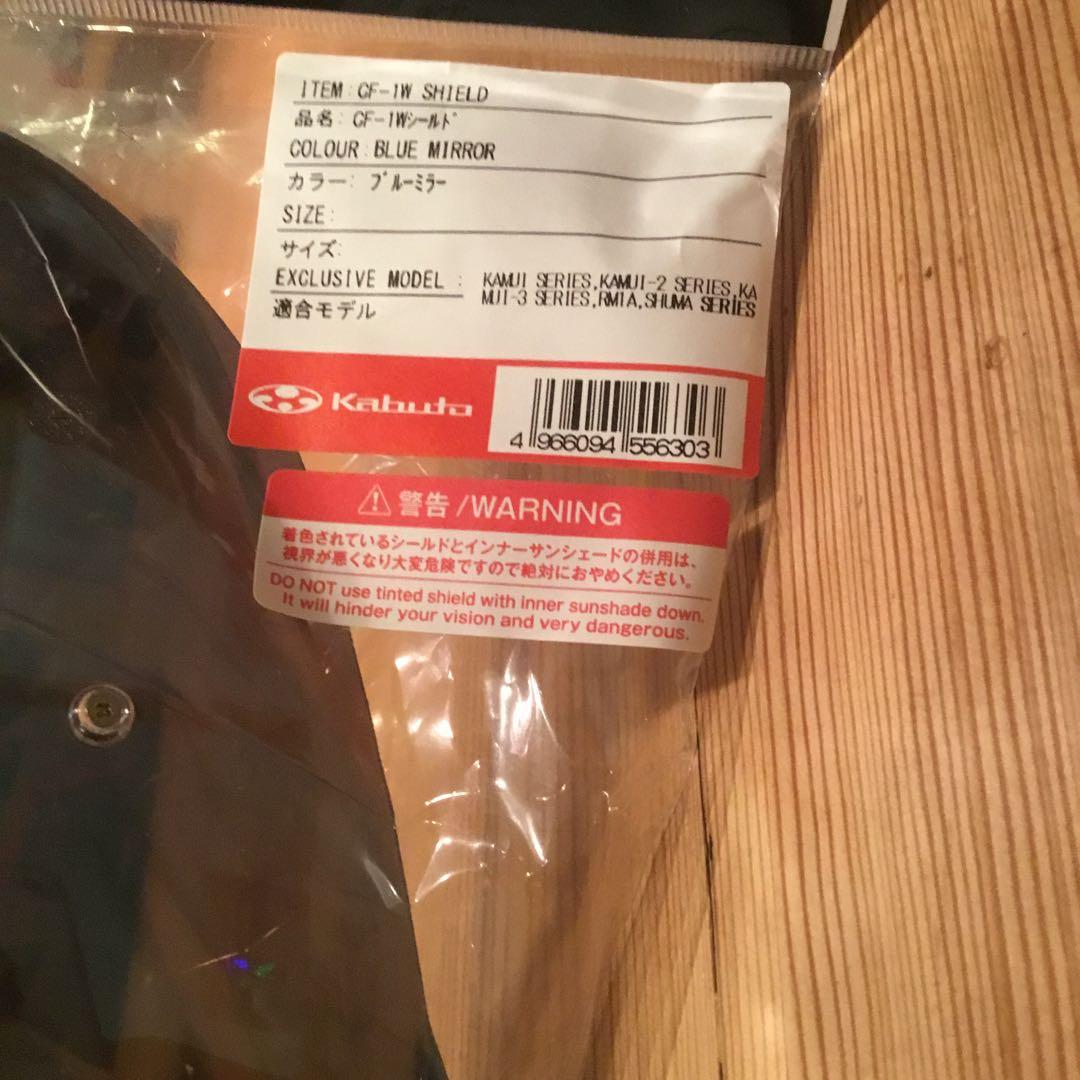 ITEM:CF-1W SHIELD
品名: CF-1Wシールド
COLOUR:BLUE MIRROR
カラー: ブルーミラー
SIZE:
サイズ:
EXCLUSIVE MODEL : KAMUI SERIES,KAMUI-2 SERIES,KA
MUI-3 SERIES,RM1A,SHUMA SERIES
適合モデル
Kabuto
4 966094 556303
警告/WARNING
着色されているシールドとインナーサンシェードの併用は、
視界が悪くなり大変危険ですので絶対におやめください。
DO NOT use tinted shield with inner sunshade down.
It will hinder your vision and very dangerous.